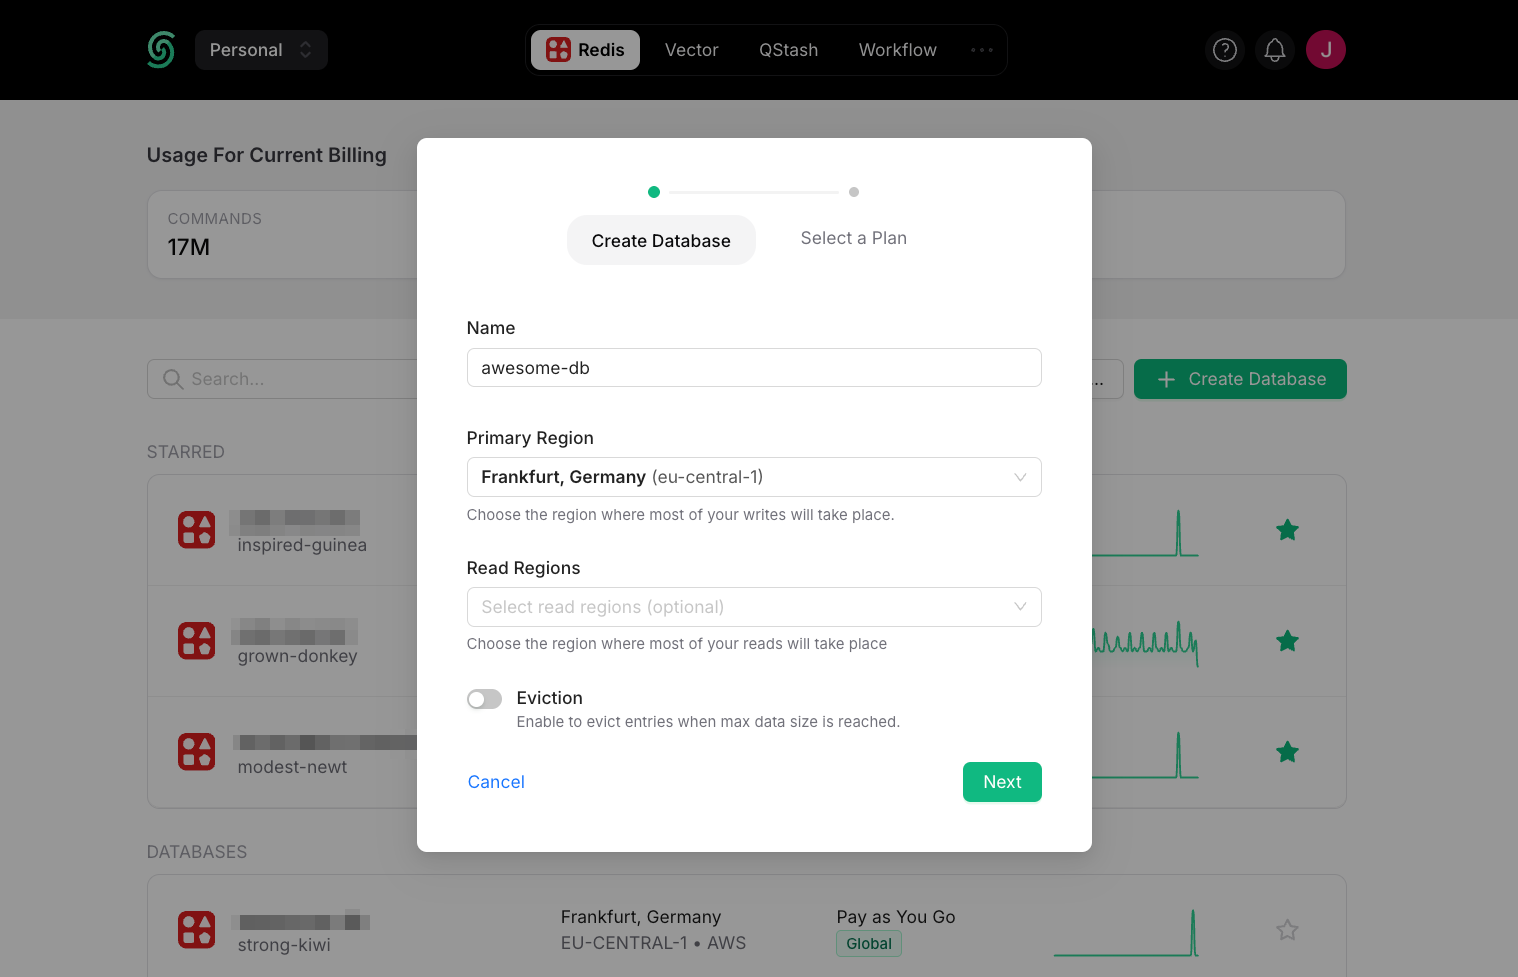 Personal
Redis
Vector
QStash
Workflow
J
Usage For Current Billing
COMMANDS
17M
Create Database
Select a Plan
Name
awesome-db
Primary Region
Frankfurt, Germany (eu-central-1)
Choose the region where most of your writes will take place.
Read Regions
Select read regions (optional)
Choose the region where most of your reads will take place
Eviction
Enable to evict entries when max data size is reached.
Cancel
Next
Search...
...
Create Database
STARRED
inspired-guinea
grown-donkey
modest-newt
DATABASES
strong-kiwi
Frankfurt, Germany
EU-CENTRAL-1 • AWS
Pay as You Go
Global